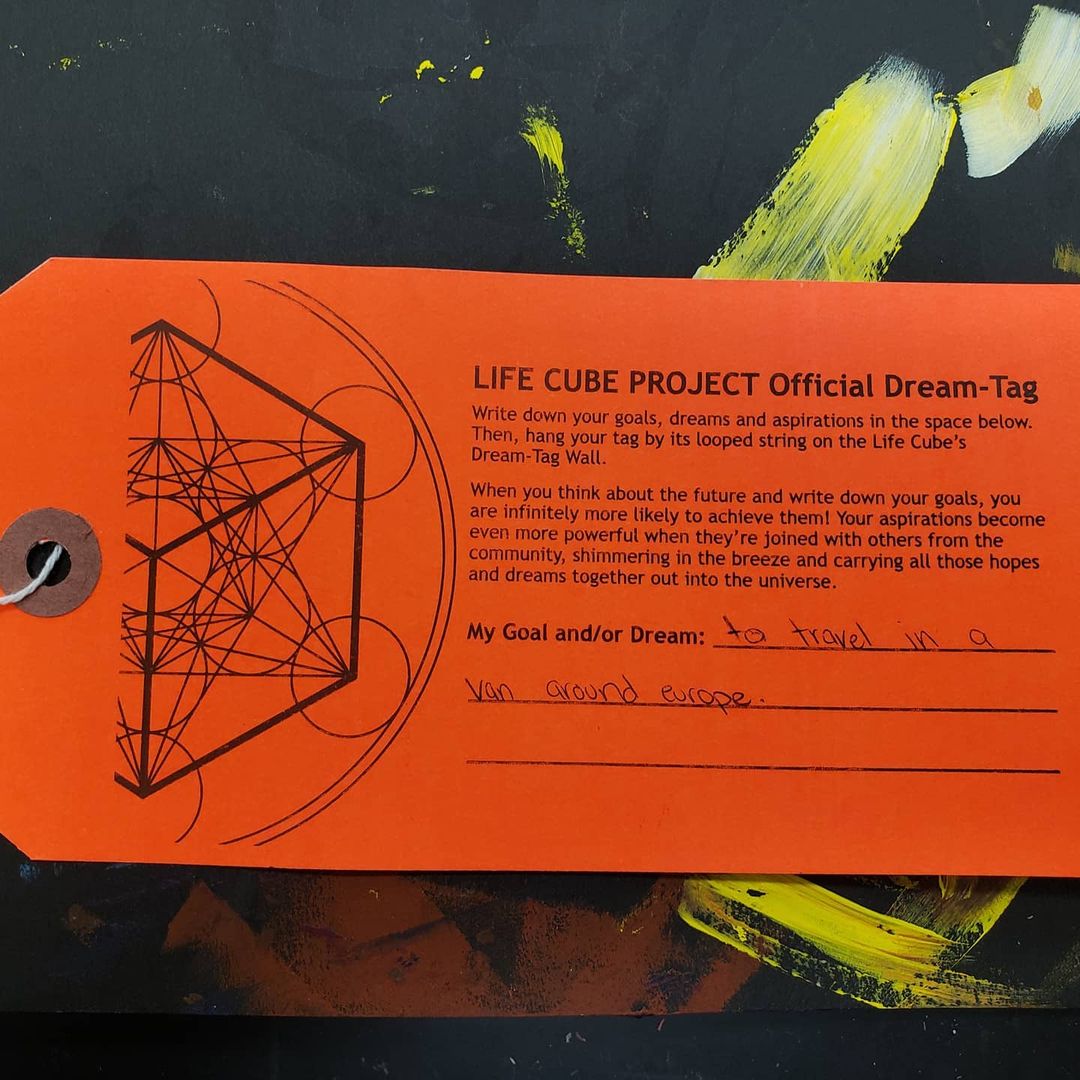 LIFE CUBE PROJECT Official Dream-Tag
Write down your goals, dreams and aspirations in the space below.
Then, hang your tag by its looped string on the Life Cube's
Dream-Tag Wall.
When you think about the future and write down your goals, you
are infinitely more likely to achieve them! Your aspirations become
even more powerful when they're joined with others from the
community, shimmering in the breeze and carrying all those hopes
and dreams together out into the universe.
My Goal and/or Dream: to travel in a
van around europe.